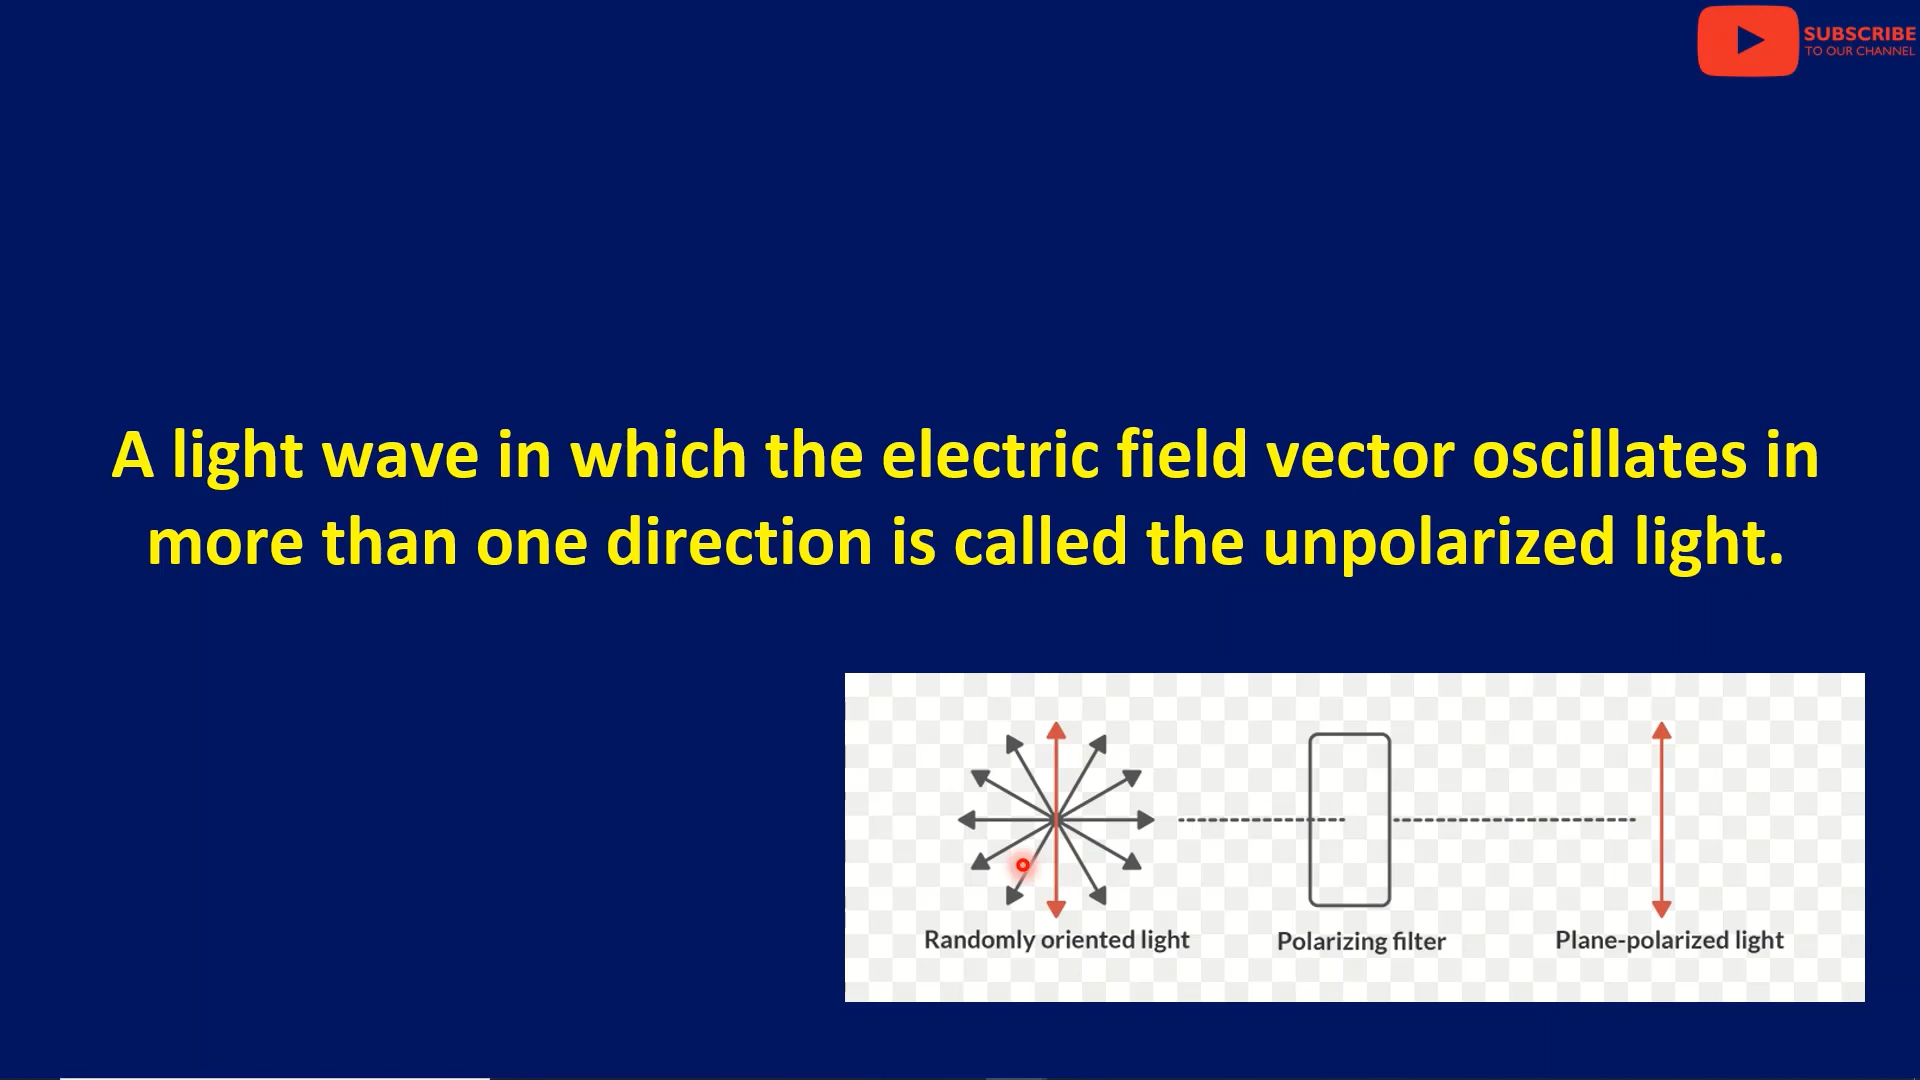 SUBSCRIBE
TO OUR CHANNEL
A light wave in which the electric field vector oscillates in
more than one direction is called the unpolarized light.
Randomly oriented light
Polarizing filter
Plane-polarized light